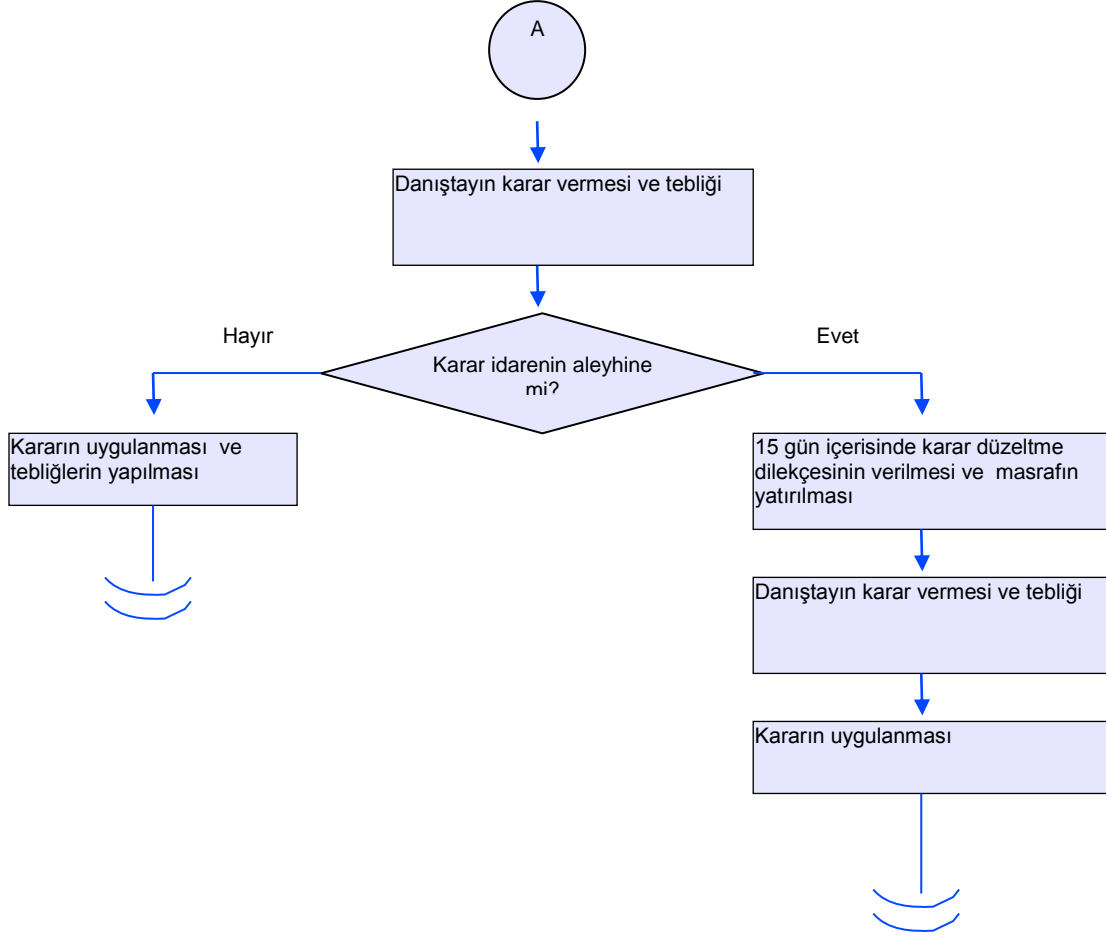 A
Danıştayın karar vermesi ve tebliği
Hayır
Evet
Karar idarenin aleyhine
mi?
Kararın uygulanması  ve
tebliğlerin yapılması
15 gün içerisinde karar düzeltme
dilekçesinin verilmesi ve  masrafın
yatırılması
Danıştayın karar vermesi ve tebliği
Kararın uygulanması